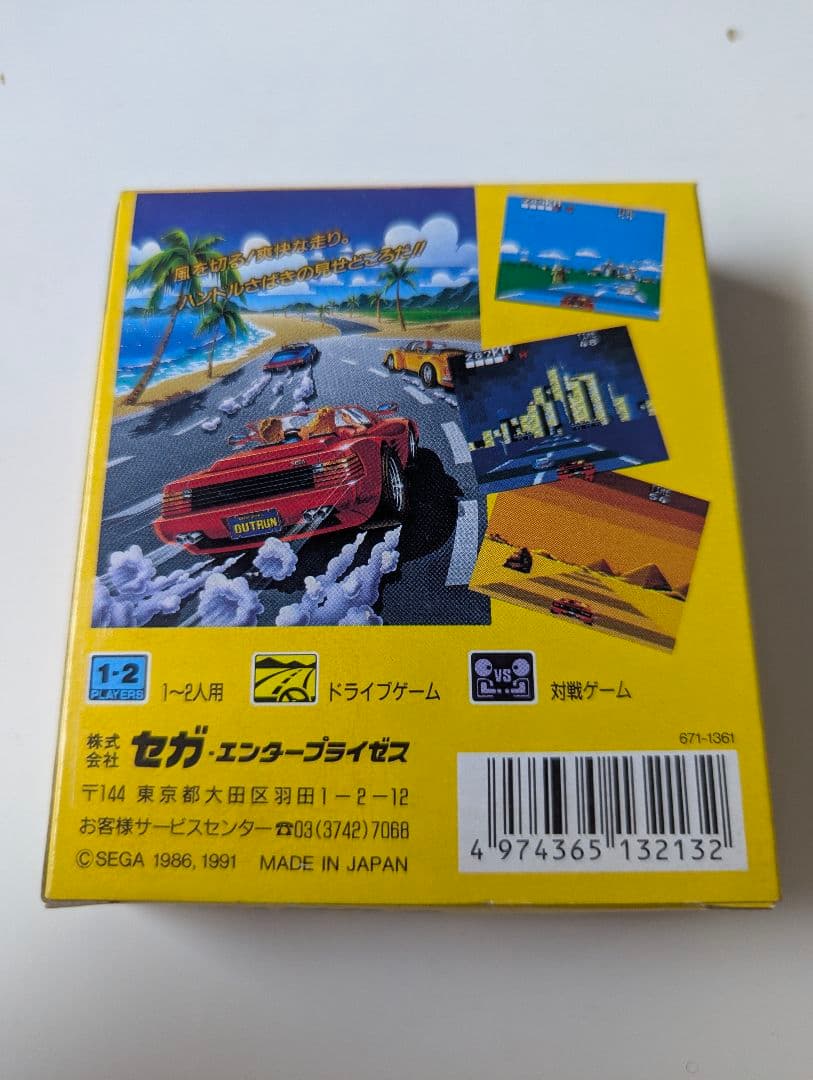 風を切る!爽快な走り。
ハンドルさばきの見せどころだ!!
OUTRUN
1-2
PLAYERS
1～2人用
ドライブゲーム
VS
対戦ゲーム
671-1361
株式会社 セガ・エンタープライゼス
〒144 東京都大田区羽田1-2-12
お客様サービスセンター☎03(3742)7068
©SEGA 1986, 1991 MADE IN JAPAN
4 974365 132132